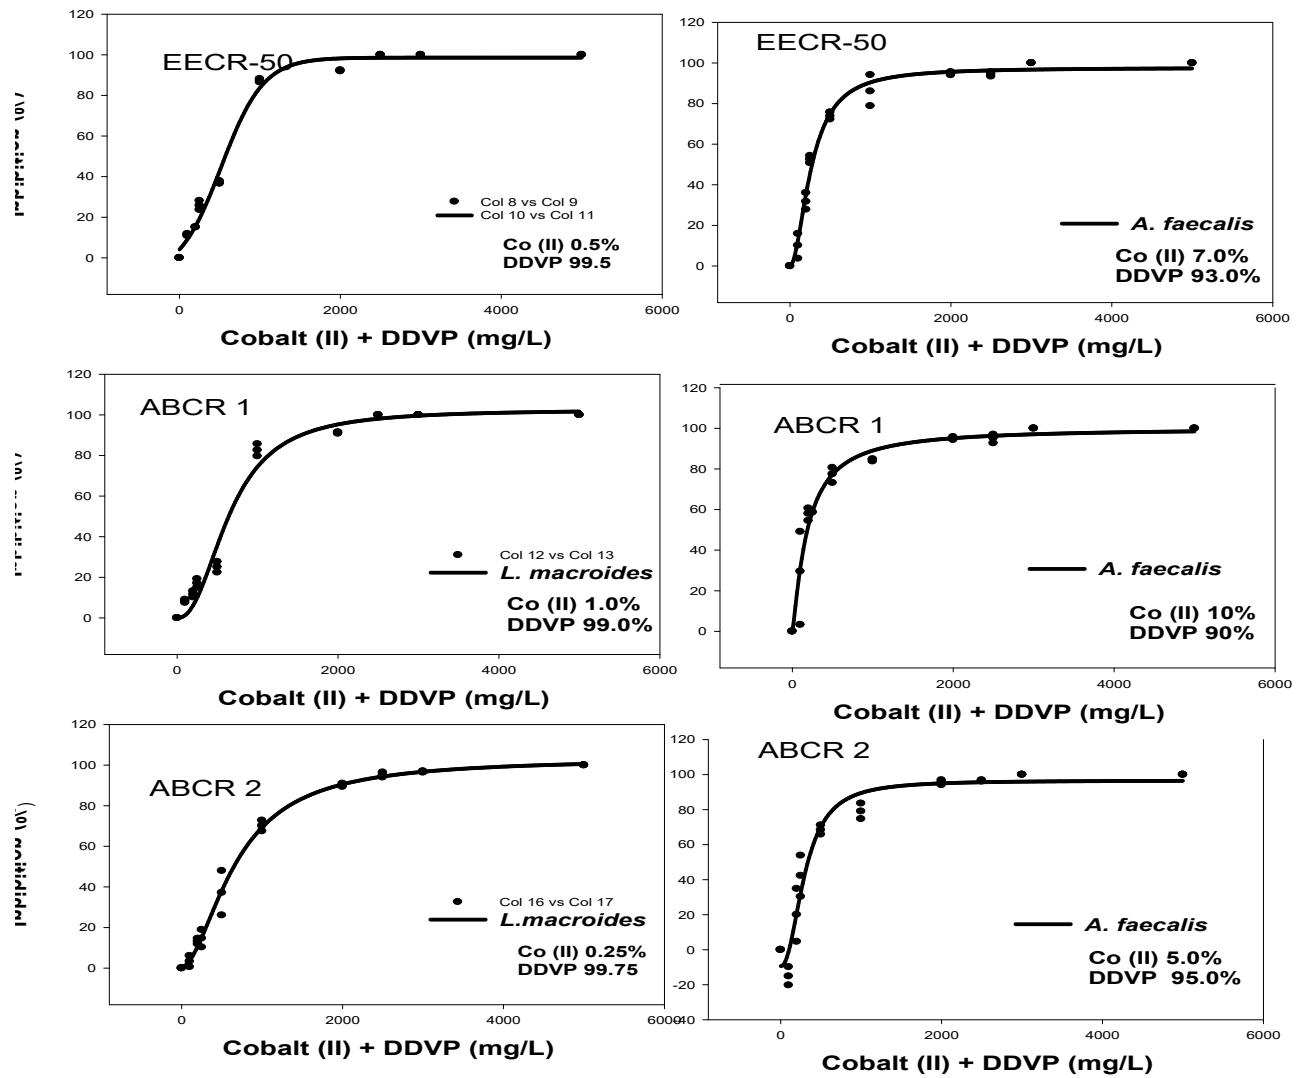 120
100
80
60
40
20
0
EECR-50
Col 8 vs Col 9
Col 10 vs Col 11
Co (II) 0.5%
DDVP 99.5
0
2000
4000
6000
Cobalt (II) + DDVP (mg/L)
120
100
80
60
40
20
0
EECR-50
A. faecalis
Co (II) 7.0%
DDVP 93.0%
0
2000
4000
6000
Cobalt (II) + DDVP (mg/L)
120
100
80
60
40
20
0
ABCR 1
Col 12 vs Col 13
L. macroides
Co (II) 1.0%
DDVP 99.0%
0
2000
4000
6000
Cobalt (II) + DDVP (mg/L)
120
100
80
60
40
20
0
ABCR 1
A. faecalis
Co (II) 10%
DDVP 90%
0
2000
4000
6000
Cobalt (II) + DDVP (mg/L)
120
100
80
60
40
20
0
ABCR 2
Col 16 vs Col 17
L.macroides
Co (II) 0.25%
DDVP 99.75
0
2000
4000
6000
Cobalt (II) + DDVP (mg/L)
120
100
80
60
40
20
0
-20
-40
ABCR 2
A. faecalis
Co (II) 5.0%
DDVP 95.0%
0
2000
4000
6000
Cobalt (II) + DDVP (mg/L)